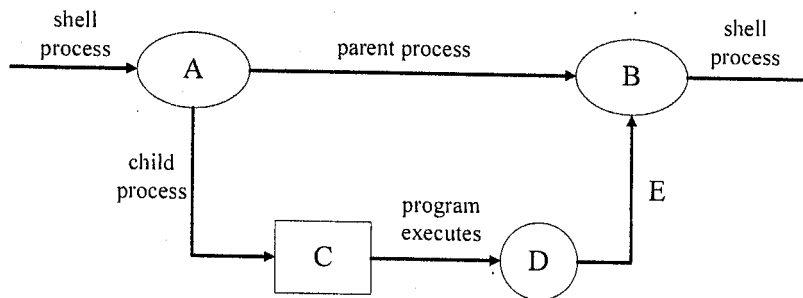 shell
process
A
parent process
B
shell
process
child
process
C
program
executes
D
E